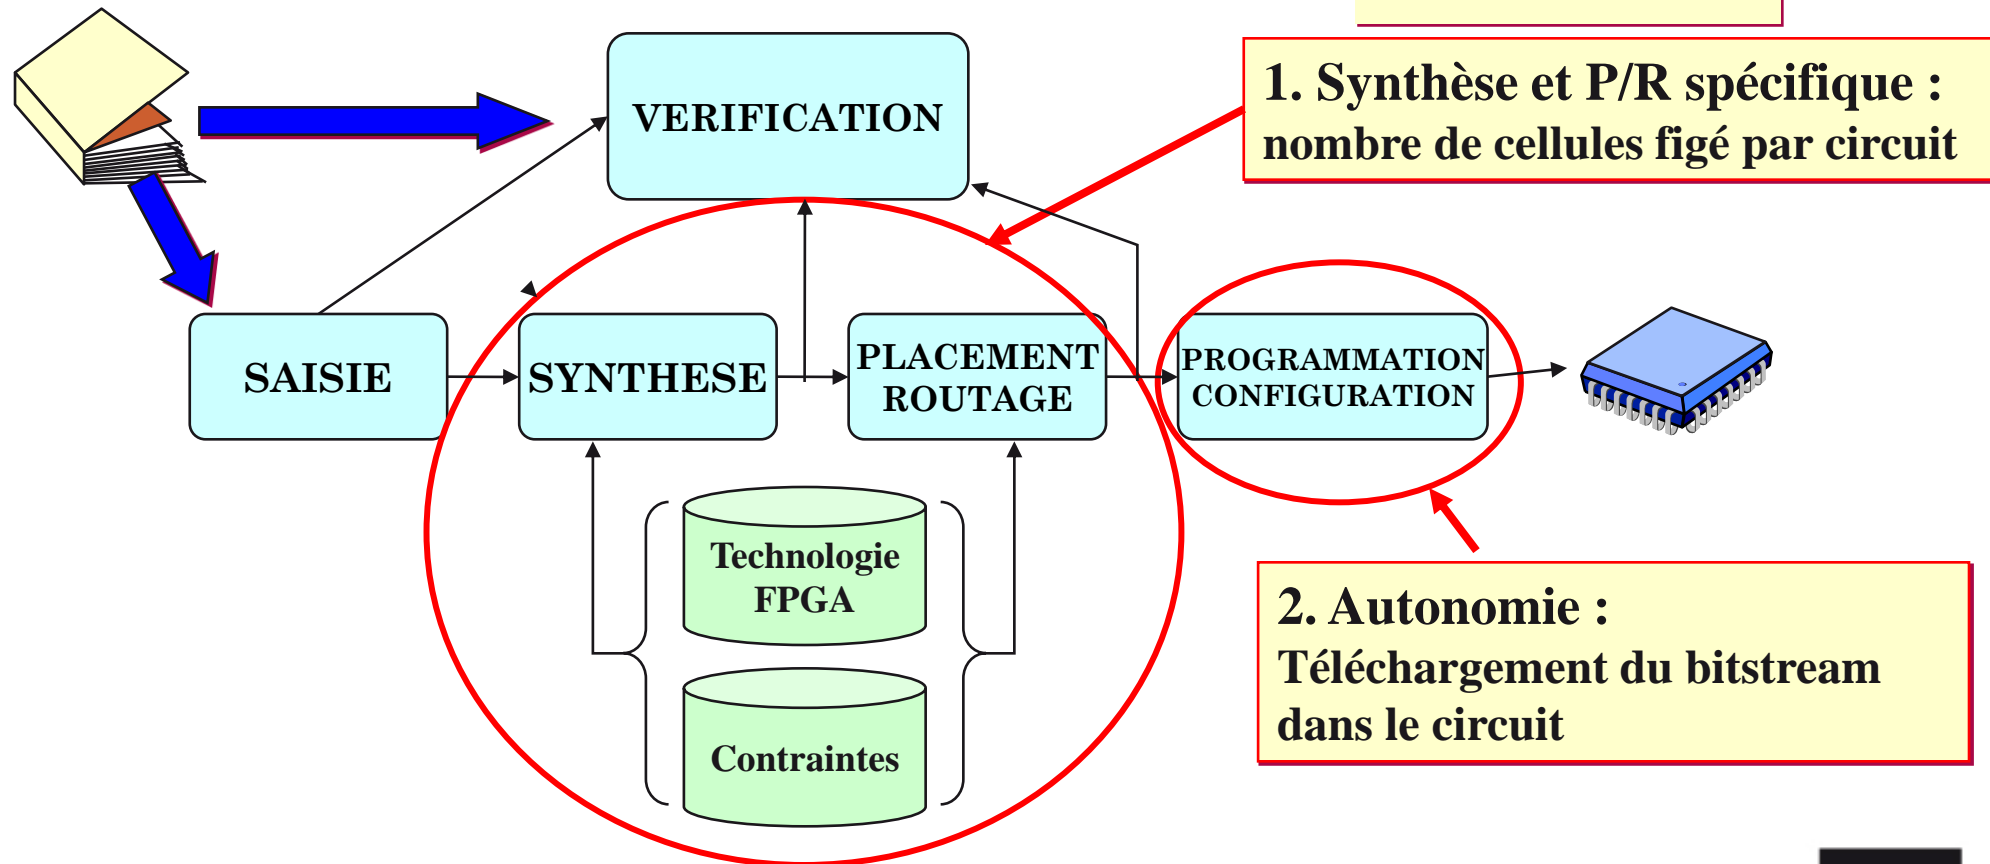 VERIFICATION
1. Synthèse et P/R spécifique :
nombre de cellules figé par circuit
SAISIE
SYNTHESE
PLACEMENT
ROUTAGE
PROGRAMMATION
CONFIGURATION
Technologie
FPGA
Contraintes
2. Autonomie :
Téléchargement du bitstream
dans le circuit